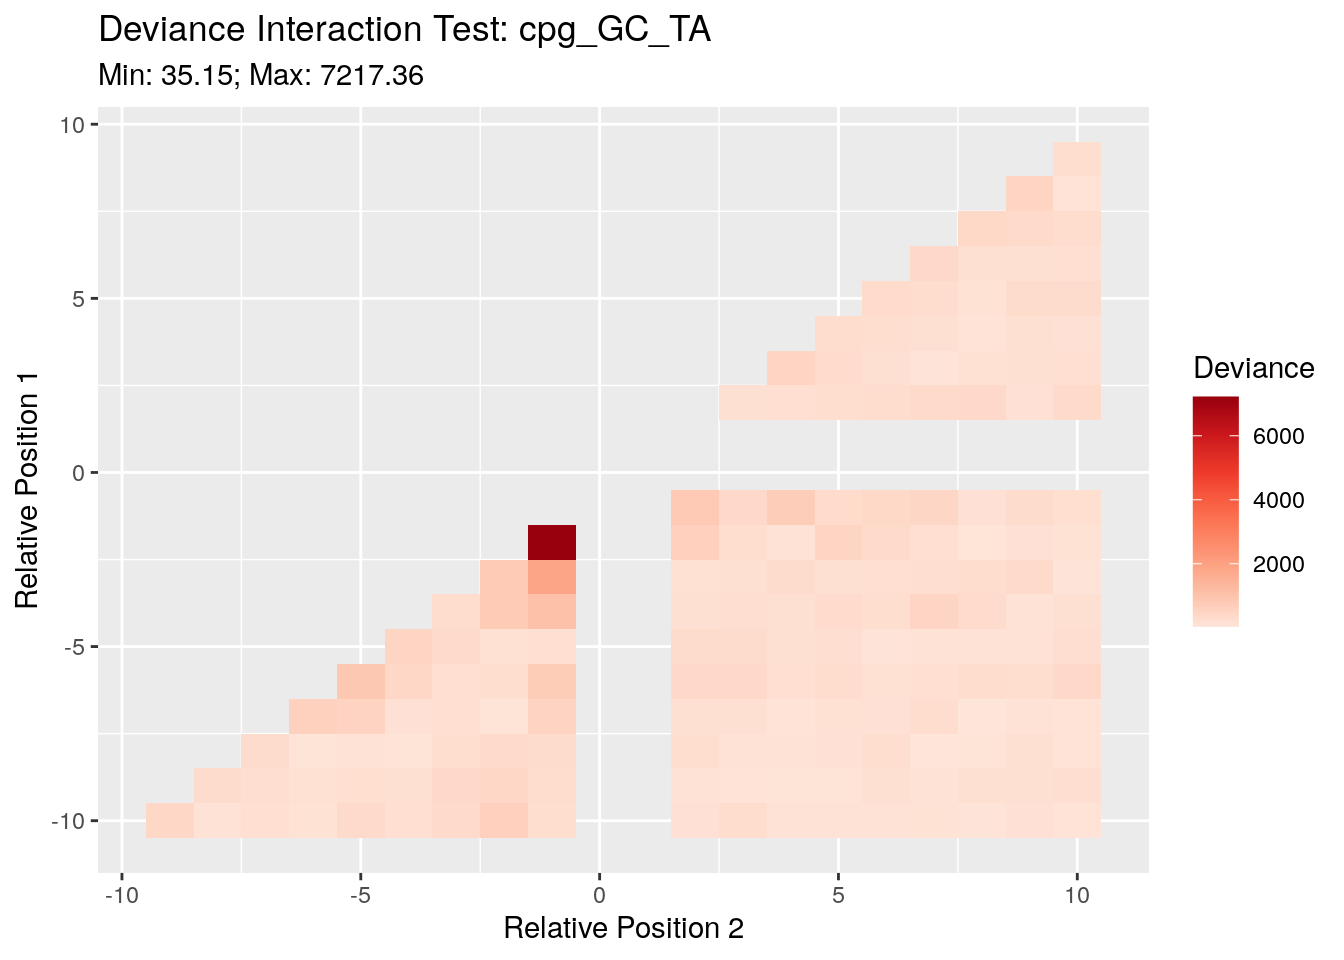 Deviance Interaction Test: cpg_GC_TA
Min: 35.15; Max: 7217.36
10
5
0
-5
-10
Relative Position 1
-10
-5
0
5
10
Relative Position 2
Deviance
6000
4000
2000